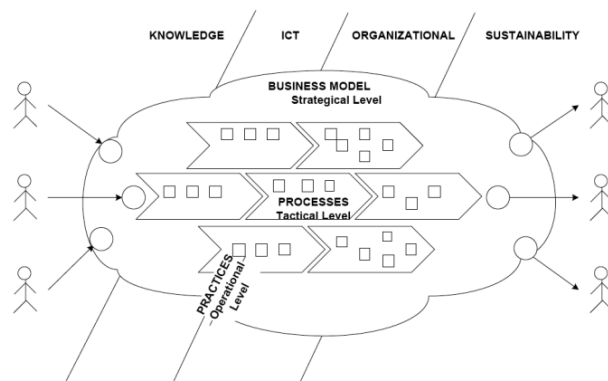 KNOWLEDGE ICT ORGANIZATIONAL SUSTAINABILITY
BUSINESS MODEL
Strategical Level
PROCESSES
Tactical Level
PRACTICES
Operational
Level